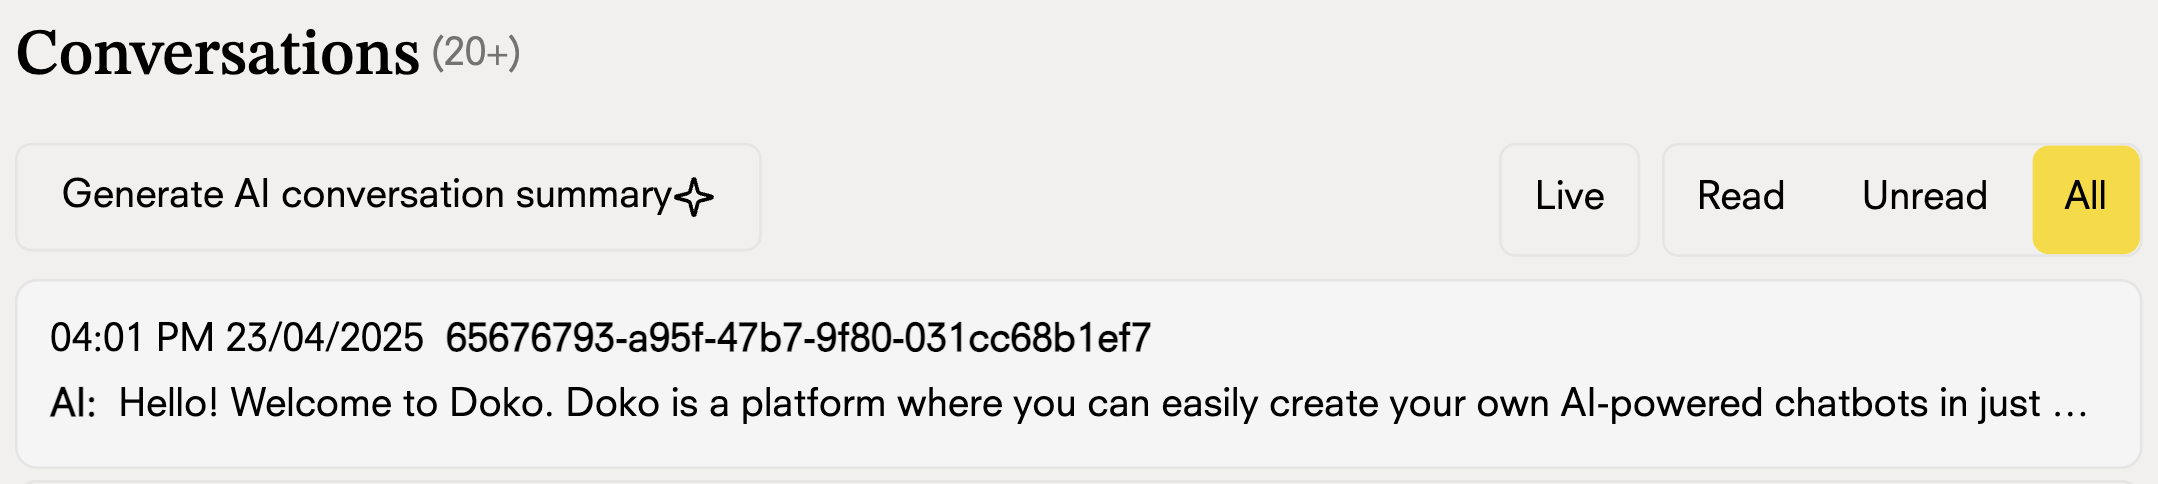 Conversations (20+)
Generate AI conversation summary
Live
Read
Unread
All
04:01 PM 23/04/2025 65676793-a95f-47b7-9f80-031cc68b1ef7
AI: Hello! Welcome to Doko. Doko is a platform where you can easily create your own AI-powered chatbots in just ...